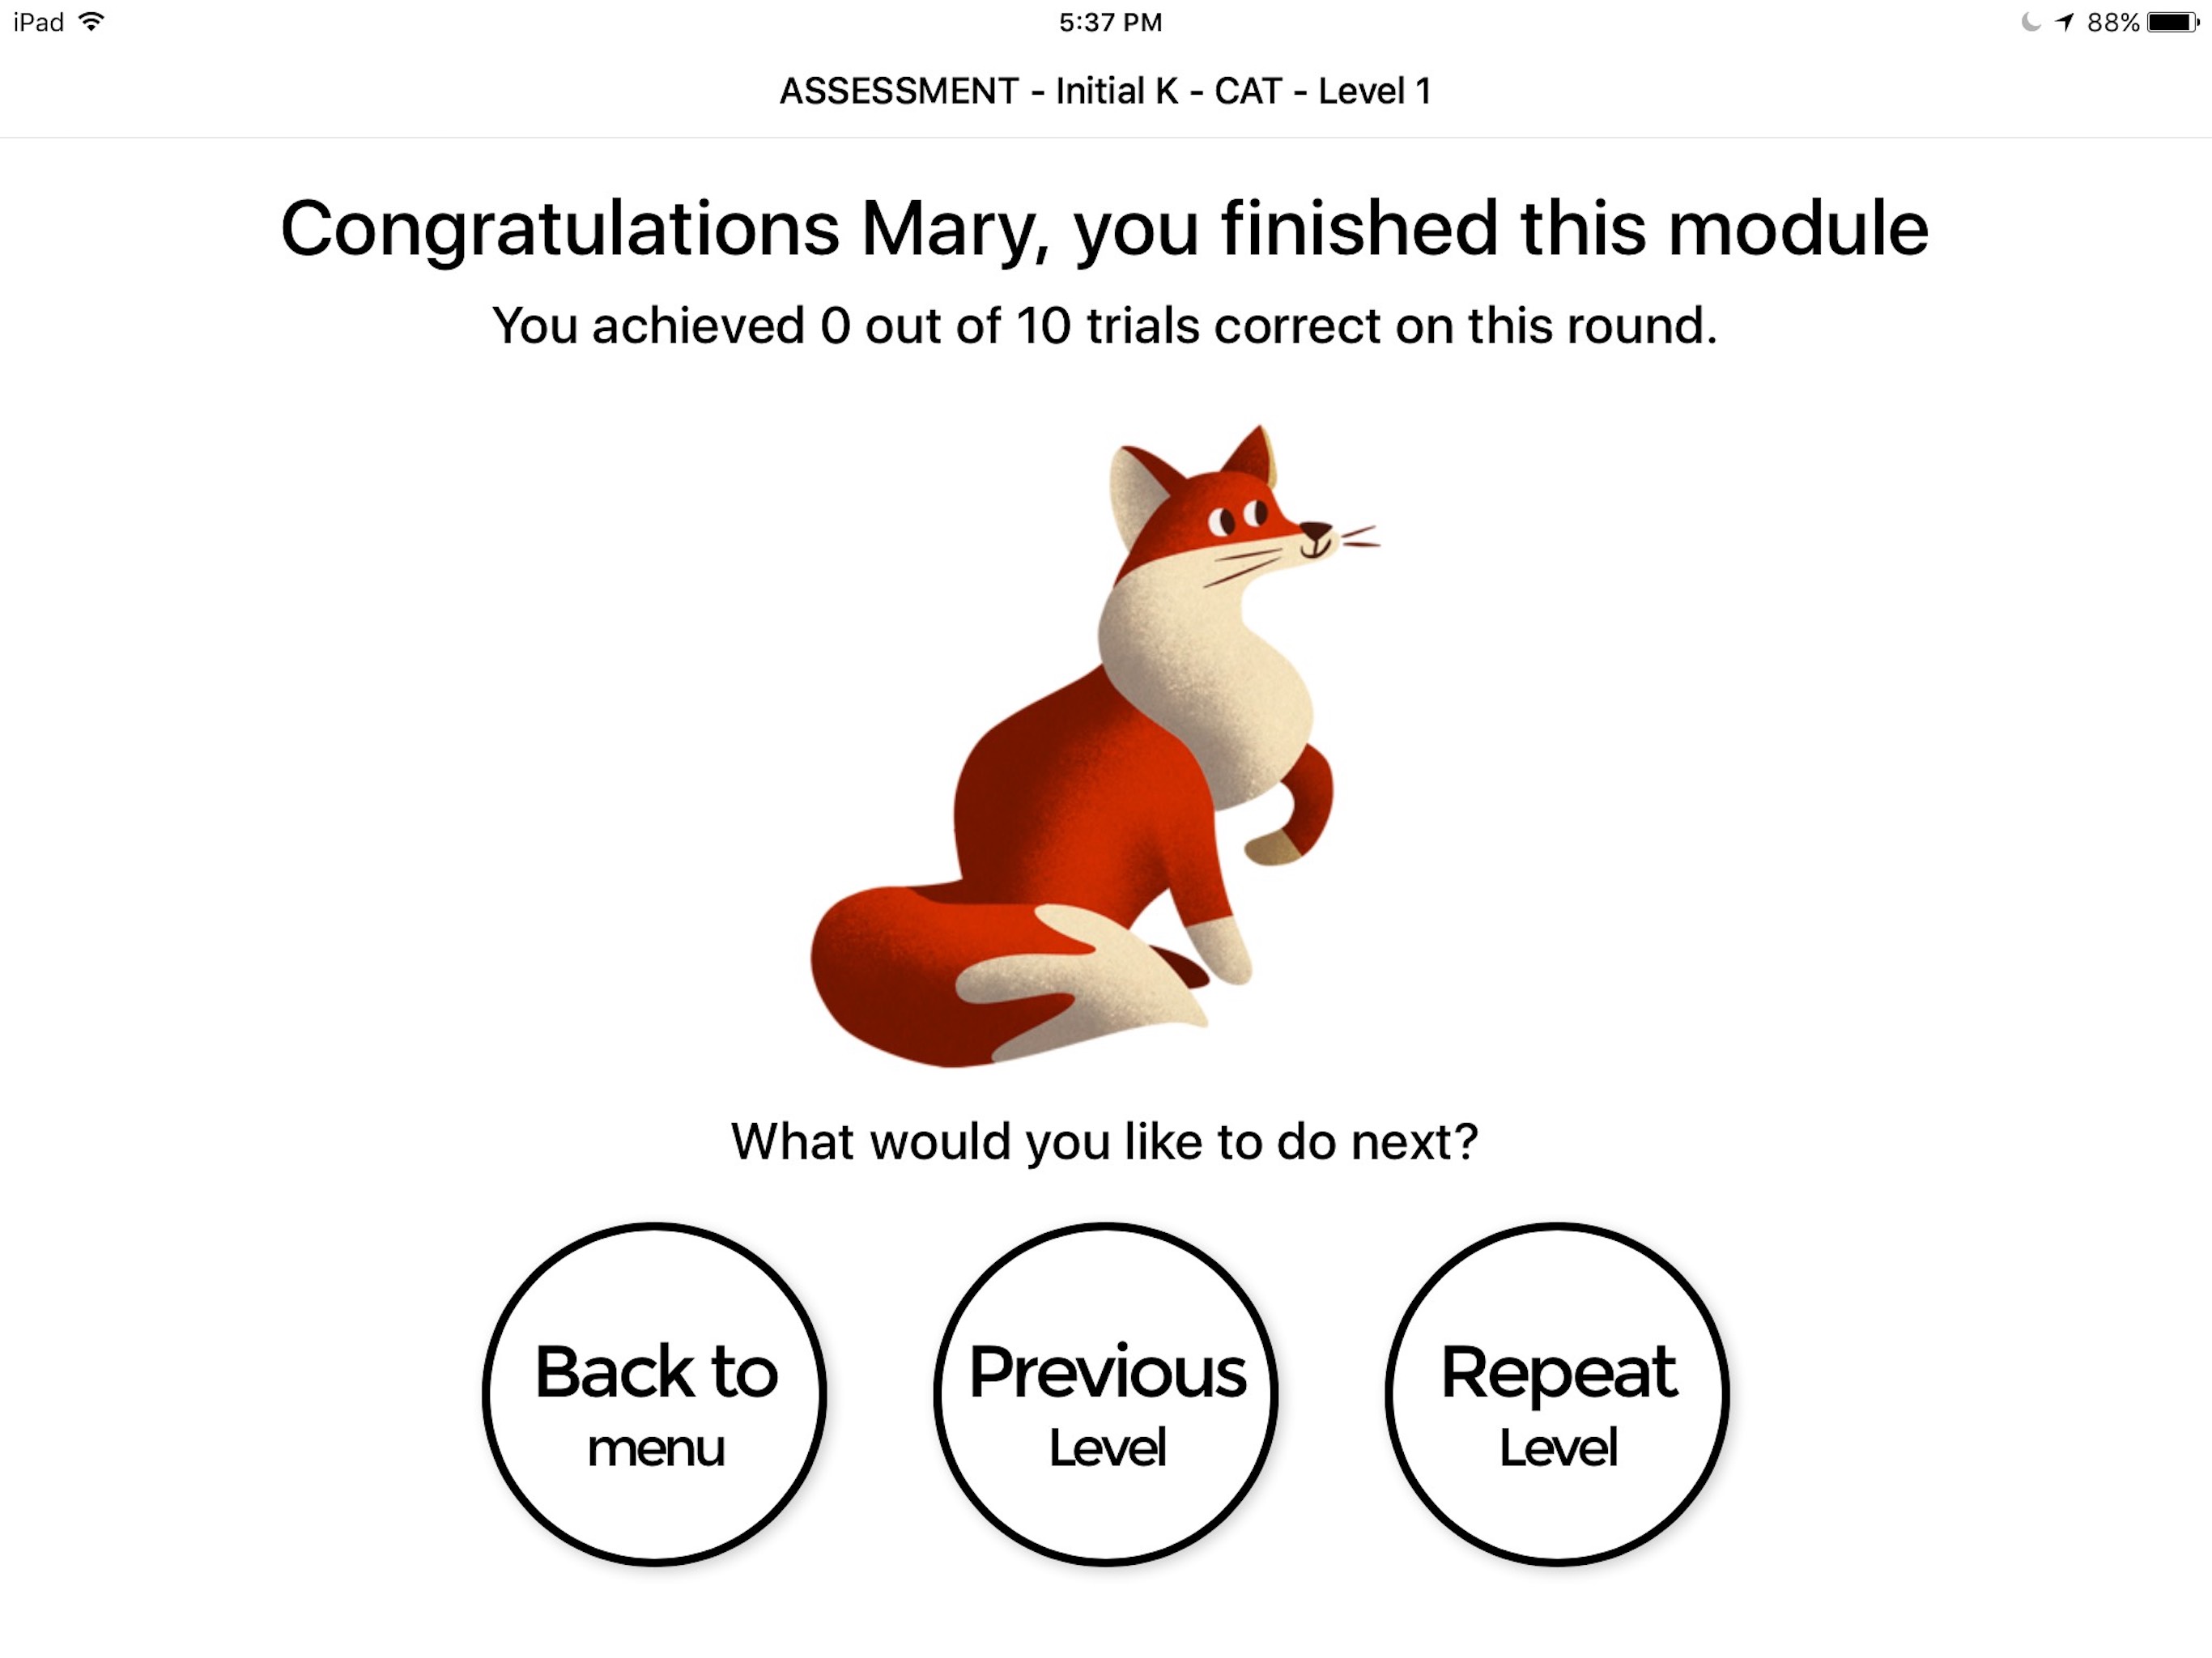 iPad
5:37 PM
88%
ASSESSMENT - Initial K - CAT - Level 1
Congratulations Mary, you finished this module
You achieved 0 out of 10 trials correct on this round.
What would you like to do next?
Back to
menu
Previous
Level
Repeat
Level